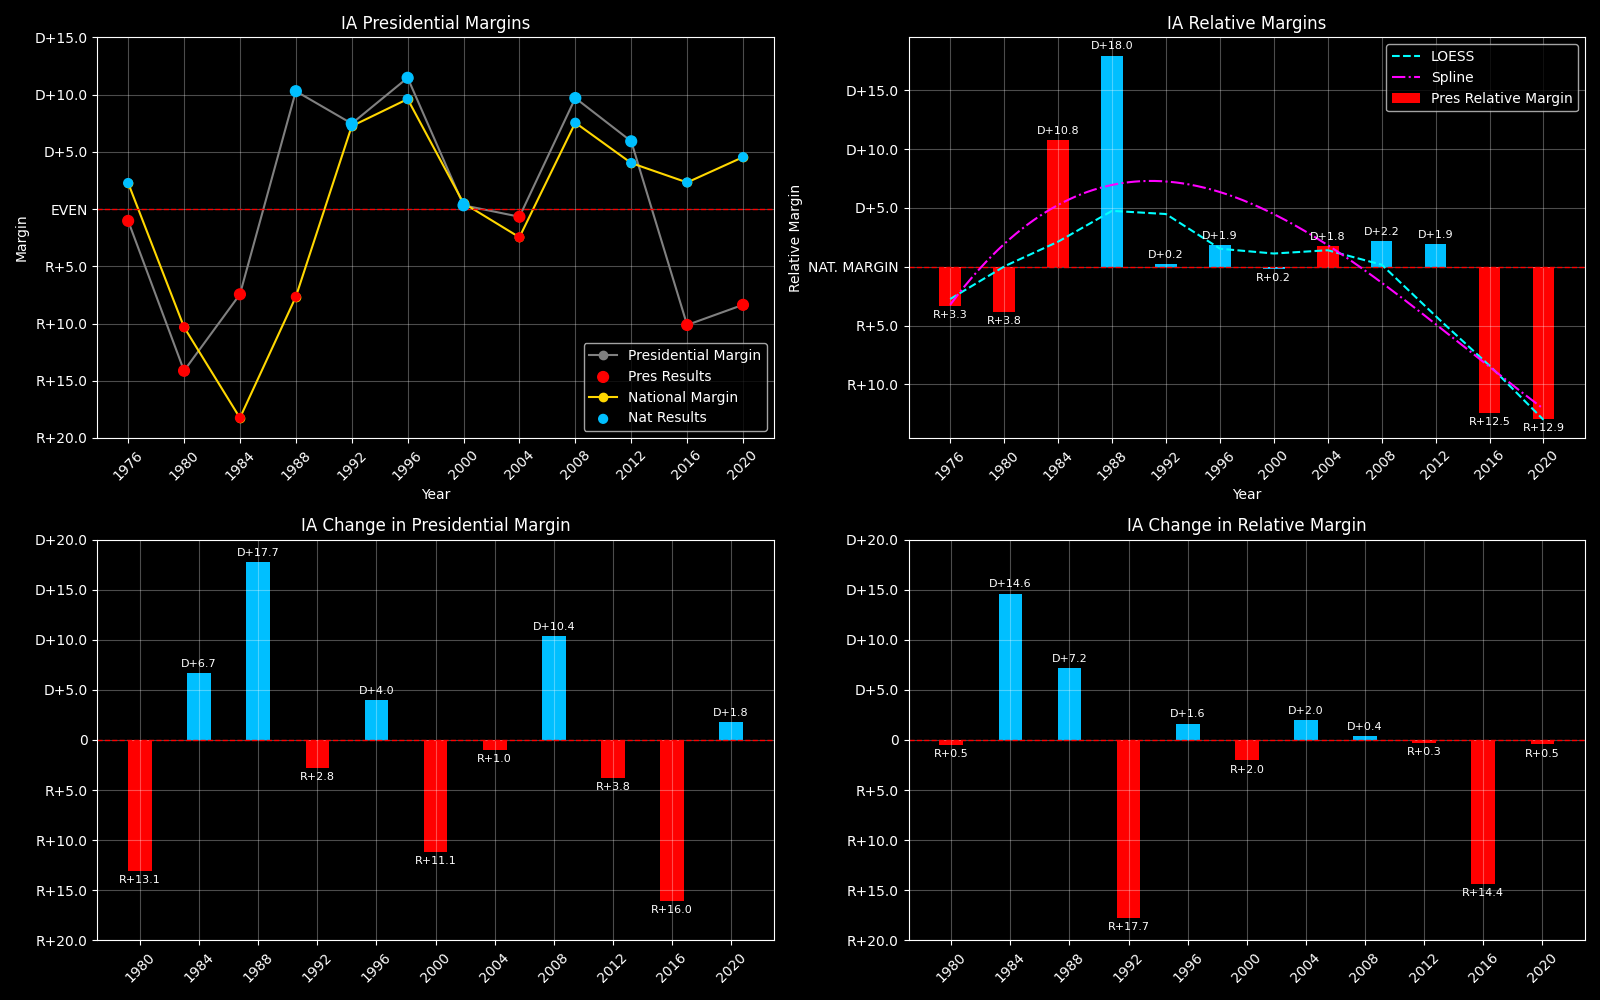 IA Presidential Margins
D+15.0
D+10.0
D+5.0
EVEN
R+5.0
R+10.0
R+15.0
R+20.0
Margin
Presidential Margin
Pres Results
National Margin
Nat Results
1976 1980 1984 1988 1992 1996 2000 2004 2008 2012 2016 2020
Year
IA Relative Margins
D+15.0
D+10.0
D+5.0
NAT. MARGIN
R+5.0
R+10.0
Relative Margin
LOESS
Spline
Pres Relative Margin
R+3.3 R+3.8 D+10.8 D+18.0 D+0.2 D+1.9 R+0.2 D+1.8 D+2.2 D+1.9 R+12.5 R+12.9
1976 1980 1984 1988 1992 1996 2000 2004 2008 2012 2016 2020
Year
IA Change in Presidential Margin
D+20.0
D+15.0
D+10.0
D+5.0
0
R+5.0
R+10.0
R+15.0
R+20.0
R+13.1 D+6.7 D+17.7 R+2.8 D+4.0 R+11.1 R+1.0 D+10.4 R+3.8 R+16.0 D+1.8
1980 1984 1988 1992 1996 2000 2004 2008 2012 2016 2020
IA Change in Relative Margin
D+20.0
D+15.0
D+10.0
D+5.0
0
R+5.0
R+10.0
R+15.0
R+20.0
R+0.5 D+14.6 D+7.2 R+17.7 D+1.6 R+2.0 D+2.0 D+0.4 R+0.3 R+14.4 R+0.5
1980 1984 1988 1992 1996 2000 2004 2008 2012 2016 2020